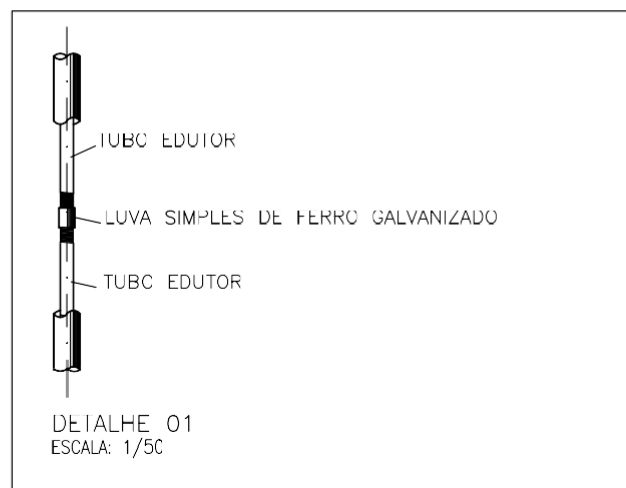 TUBO EDUTOR
LUVA SIMPLES DE FERRO GALVANIZADO
TUBO EDUTOR
DETALHE 01
ESCALA: 1/50